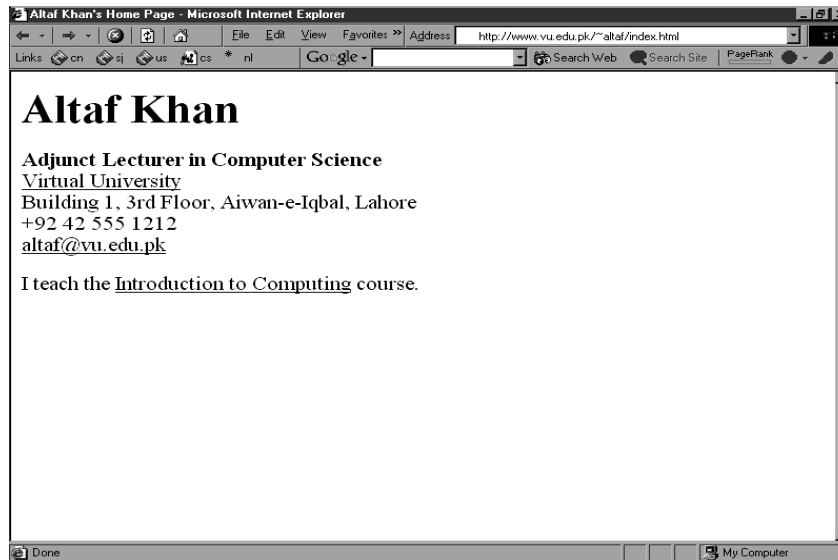 Altaf Khan's Home Page - Microsoft Internet Explorer
File Edit View Favorites » Address http://www.vu.edu.pk/~altaf/index.html
Links cn sj us cs * nl Google Search Web Search Site PageRank
Altaf Khan
Adjunct Lecturer in Computer Science
Virtual University
Building 1, 3rd Floor, Aiwan-e-Iqbal, Lahore
+92 42 555 1212
altaf@vu.edu.pk
I teach the Introduction to Computing course.
Done My Computer